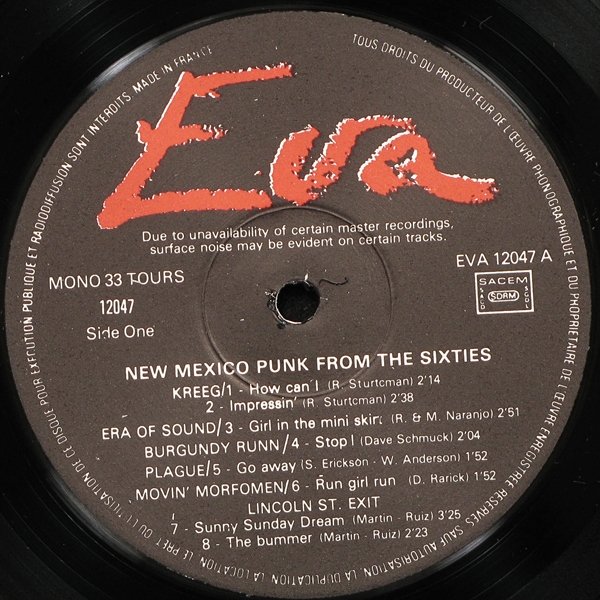 TOUS DROITS DU PRODUCTEUR DE L'ŒUVRE PHONOGRAPHIQUE ET DU PROPRIETAIRE DE L'ŒUVRE ENREGISTREE RESERVES SAUF AUTORISATION, LA DUPLICATION, LA LOCATION, LE PRET OU L'UTILISATION DE CE DISQUE POUR EXECUTION PUBLIQUE ET RADIODIFFUSION SONT INTERDITS. MADE IN FRANCE
Eva
Due to unavailability of certain master recordings,
surface noise may be evident on certain tracks.
EVA 12047 A
MONO 33 TOURS
12047
Side One
SACEM
SACD
SDRM
SGDL
NEW MEXICO PUNK FROM THE SIXTIES
KREEG/1 - How can I (R. Sturtcman) 2'14
2 - Impressin' (R. Sturtcman) 2'38
ERA OF SOUND/3 - Girl in the mini skirt (R. & M. Naranjo) 2'51
BURGUNDY RUNN/4 - Stop! (Dave Schmuck) 2'04
PLAGUE/5 - Go away (S. Erickson - W. Anderson) 1'52
MOVIN' MORFOMEN/6 - Run girl run (D. Rarick) 1'52
LINCOLN ST. EXIT
7 - Sunny Sunday Dream (Martin - Ruiz) 3'25
8 - The bummer (Martin - Ruiz) 2'23